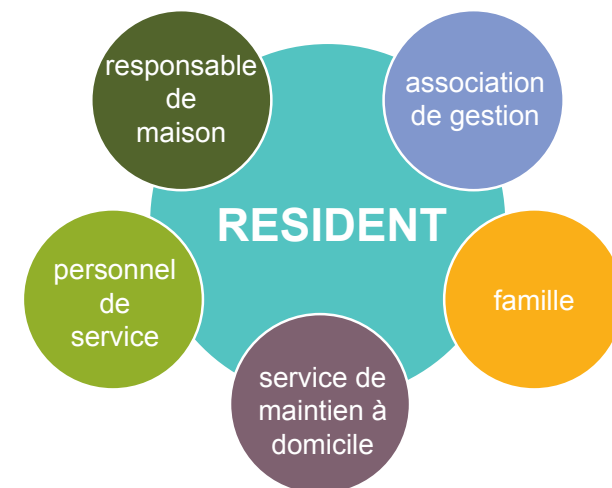 responsable
de
maison
association
de gestion
RESIDENT
personnel
de
service
famille
service de
maintien à
domicile